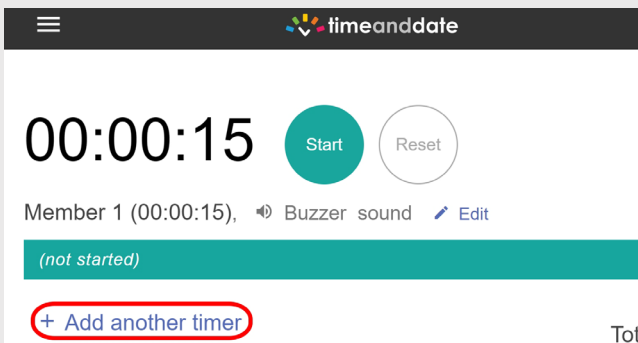 timeanddate
00:00:15 Start Reset
Member 1 (00:00:15), Buzzer sound Edit
(not started)
+ Add another timer
Tot